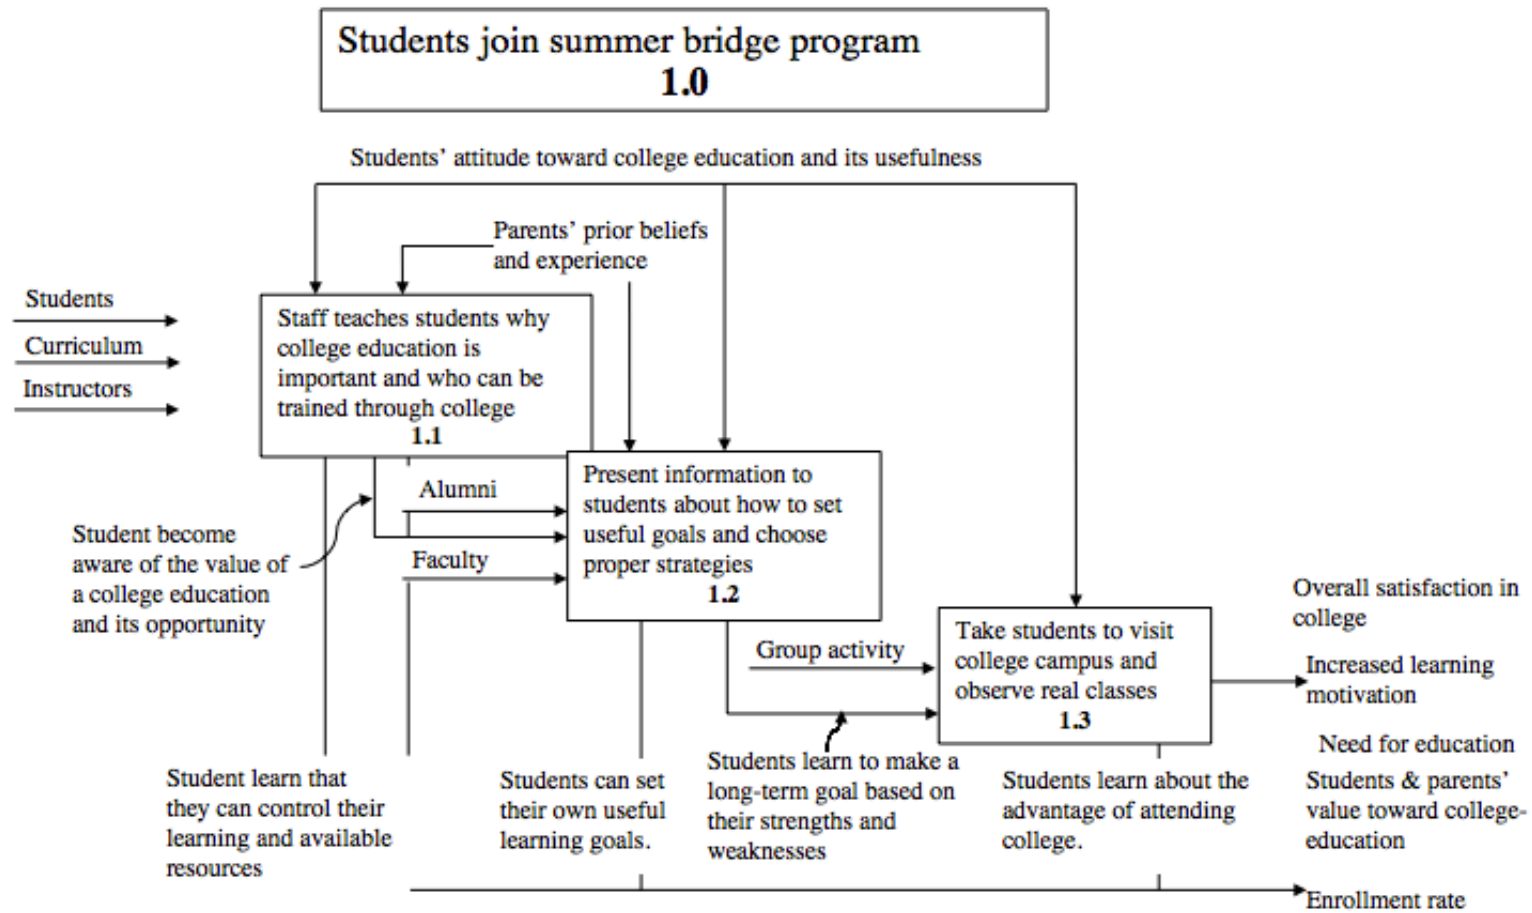 Students join summer bridge program
1.0
Students' attitude toward college education and its usefulness
Parents' prior beliefs
and experience
Students
Curriculum
Instructors
Staff teaches students why
college education is
important and who can be
trained through college
1.1
Alumni
Faculty
Present information to
students about how to set
useful goals and choose
proper strategies
1.2
Student become
aware of the value of
a college education
and its opportunity
Group activity
Take students to visit
college campus and
observe real classes
1.3
Overall satisfaction in
college
Increased learning
motivation
Need for education
Students & parents'
value toward college-
education
Enrollment rate
Student learn that
they can control their
learning and available
resources
Students can set
their own useful
learning goals.
Students learn to make a
long-term goal based on
their strengths and
weaknesses
Students learn about the
advantage of attending
college.